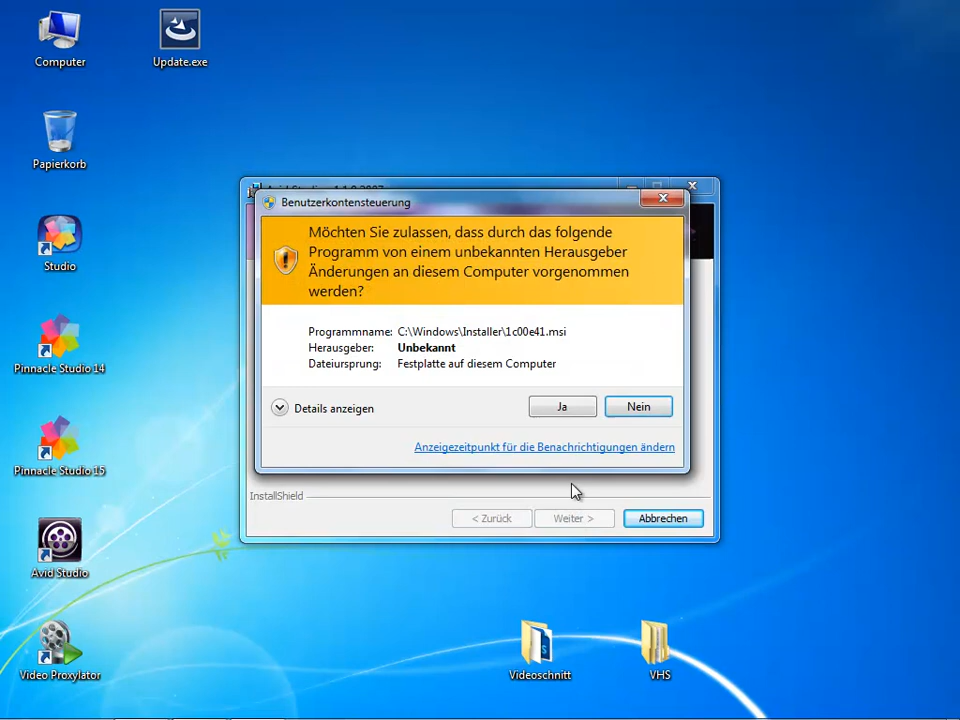 Computer
Update.exe
Papierkorb
Studio
Pinnacle Studio 14
Pinnacle Studio 15
Avid Studio
Video Proxylator
Videoschnitt
VHS
Benutzerkontensteuerung
Möchten Sie zulassen, dass durch das folgende
Programm von einem unbekannten Herausgeber
Änderungen an diesem Computer vorgenommen
werden?
Programmname: C:\Windows\Installer\1c00e41.msi
Herausgeber: Unbekannt
Dateiursprung: Festplatte auf diesem Computer
Details anzeigen
Ja
Nein
Anzeigezeitpunkt für die Benachrichtigungen ändern
InstallShield
< Zurück
Weiter >
Abbrechen